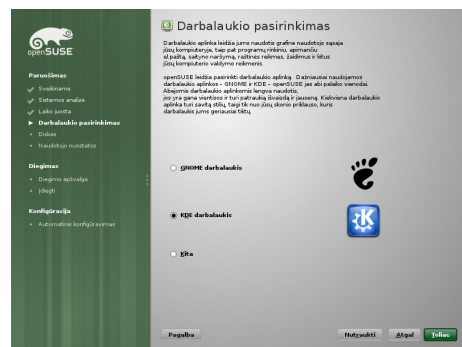 openSUSE
Paruošimas
Sveikiname
Sistemos analizė
Laiko juosta
Darbalaukio pasirinkimas
Diskas
Naudotojo nuostatos
Diegimas
Diegimo apžvalga
Įdiegti
Konfigūracija
Automatinis konfigūravimas
Darbalaukio pasirinkimas
Darbalaukio aplinka leidžia jums naudotis grafine naudotojo sąsaja
jūsų kompiuteryje, taip pat programų rinkiniu, apimančiu
el.paštą, saityno naršymą, raštinės reikmes, žaidimus ir kitus
jūsų kompiuterio valdymo reikmenis.
openSUSE leidžia pasirinkti darbalaukio aplinką. Dažniausiai naudojamos
darbalaukio aplinkos – GNOME ir KDE – openSUSE jas abi palaiko vienodai.
Abejomis darbalaukio aplinkomis lengva naudotis,
jos yra gana vientisos ir turi patrauklią išvaizdą ir jauseną. Kiekviena darbalaukio
aplinka turi savitą stilių, taigi tik nuo jūsų skonio priklauso, kuris
darbalaukis jums geriausiai tiktų.
GNOME darbalaukis
KDE darbalaukis
Kita
Pagalba
Nutraukti
Atgal
Toliau